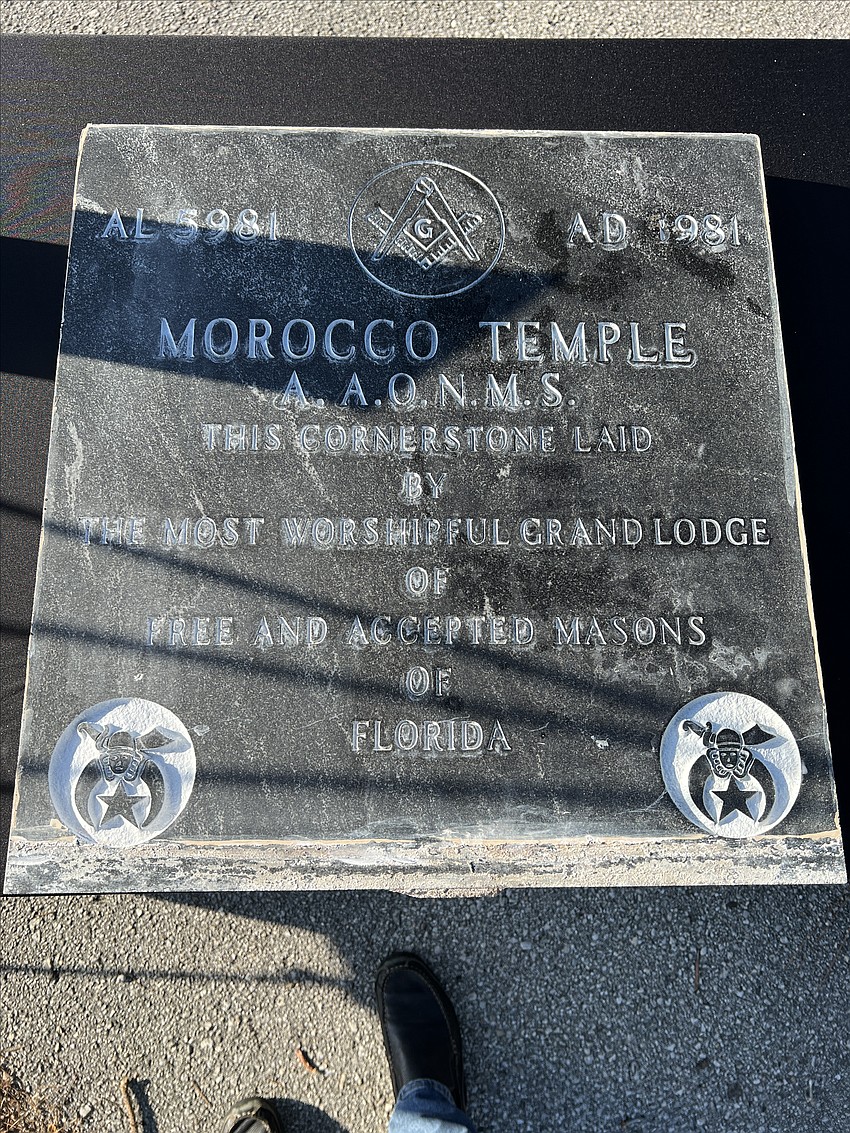 AL 5981 G AD 1981
MOROCCO TEMPLE
A. A.O.N.M.S.
THIS CORNERSTONE LAID
BY
THE MOST WORSHIPFUL GRAND LODGE
OF
FREE AND ACCEPTED MASONS
OF
FLORIDA